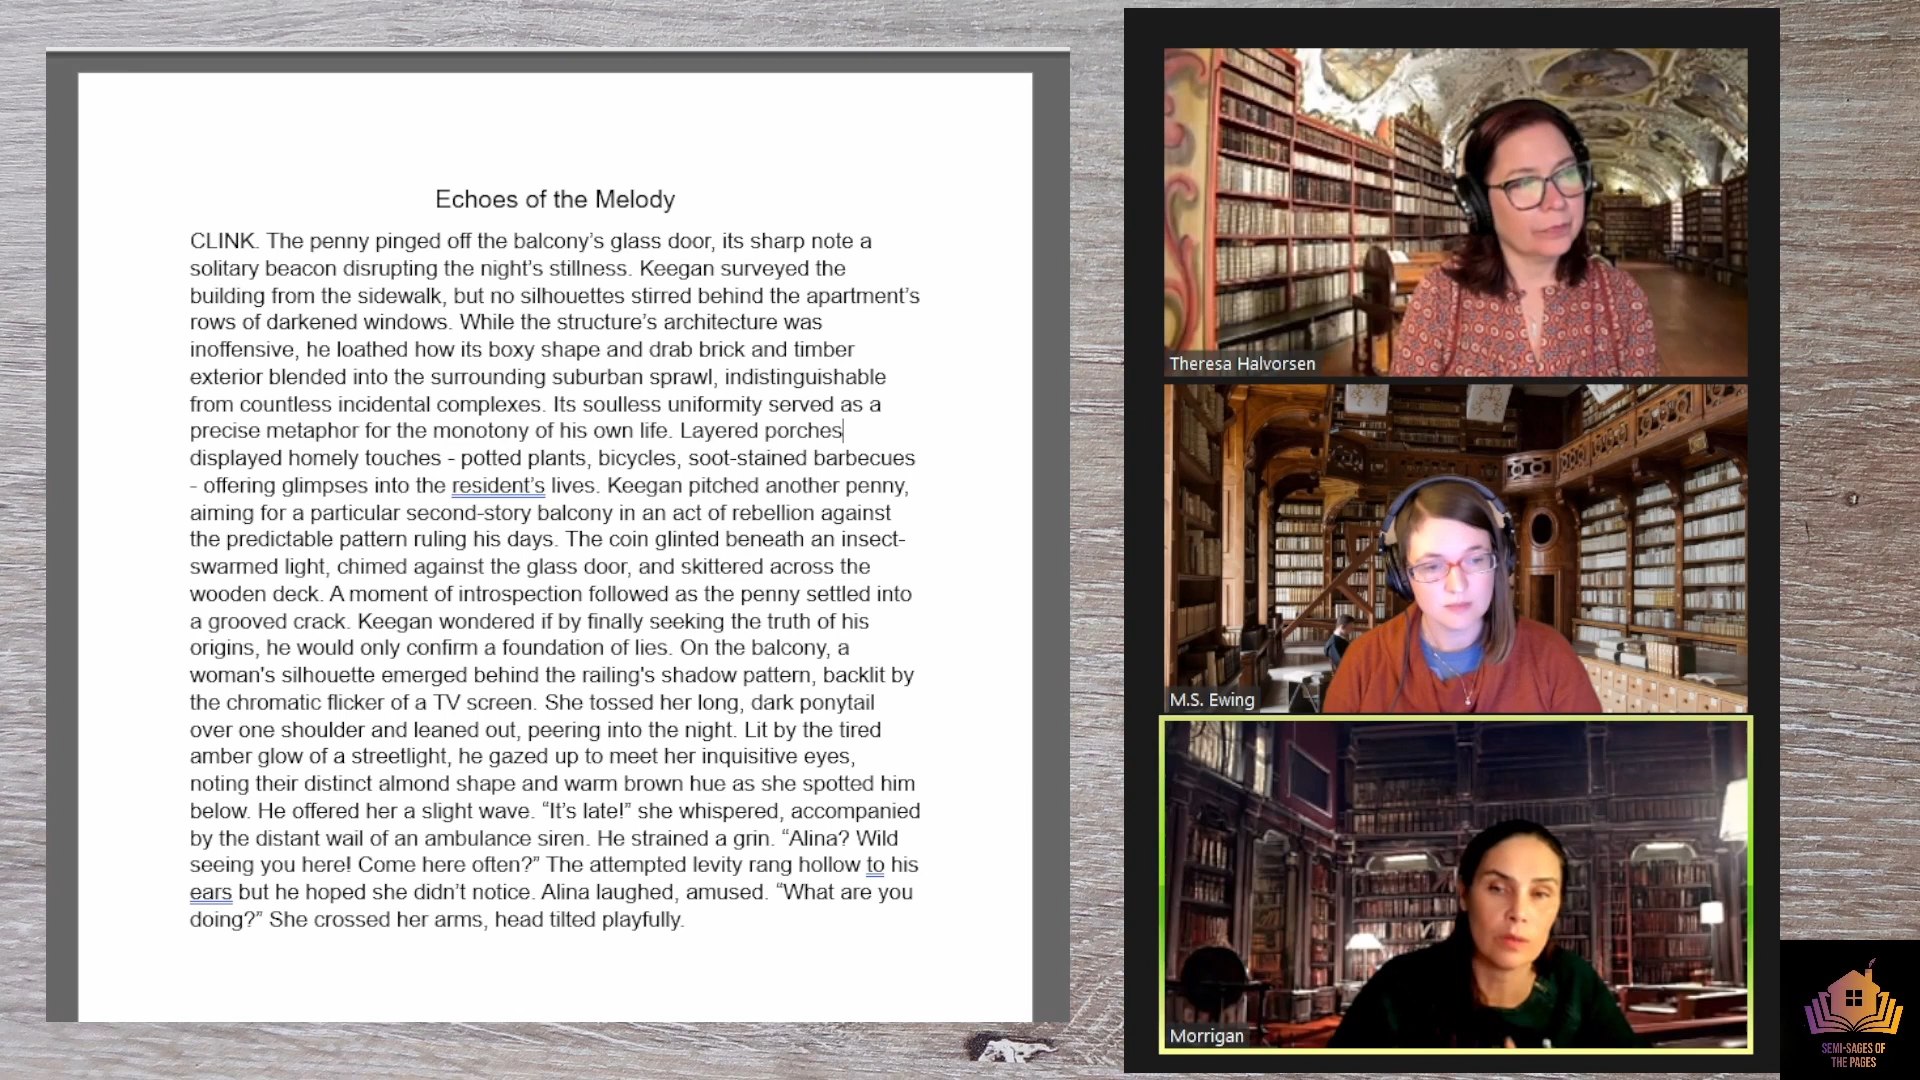 Echoes of the Melody
CLINK. The penny pinged off the balcony’s glass door, its sharp note a
solitary beacon disrupting the night’s stillness. Keegan surveyed the
building from the sidewalk, but no silhouettes stirred behind the apartment’s
rows of darkened windows. While the structure’s architecture was
inoffensive, he loathed how its boxy shape and drab brick and timber
exterior blended into the surrounding suburban sprawl, indistinguishable
from countless incidental complexes. Its soulless uniformity served as a
precise metaphor for the monotony of his own life. Layered porches
displayed homely touches - potted plants, bicycles, soot-stained barbecues
- offering glimpses into the resident’s lives. Keegan pitched another penny,
aiming for a particular second-story balcony in an act of rebellion against
the predictable pattern ruling his days. The coin glinted beneath an insect-
swarmed light, chimed against the glass door, and skittered across the
wooden deck. A moment of introspection followed as the penny settled into
a grooved crack. Keegan wondered if by finally seeking the truth of his
origins, he would only confirm a foundation of lies. On the balcony, a
woman's silhouette emerged behind the railing's shadow pattern, backlit by
the chromatic flicker of a TV screen. She tossed her long, dark ponytail
over one shoulder and leaned out, peering into the night. Lit by the tired
amber glow of a streetlight, he gazed up to meet her inquisitive eyes,
noting their distinct almond shape and warm brown hue as she spotted him
below. He offered her a slight wave. “It’s late!” she whispered, accompanied
by the distant wail of an ambulance siren. He strained a grin. “Alina? Wild
seeing you here! Come here often?” The attempted levity rang hollow to his
ears but he hoped she didn’t notice. Alina laughed, amused. “What are you
doing?” She crossed her arms, head tilted playfully.
Theresa Halvorsen
M.S. Ewing
Morrigan
SEMI-SAGES OF
THE PAGES